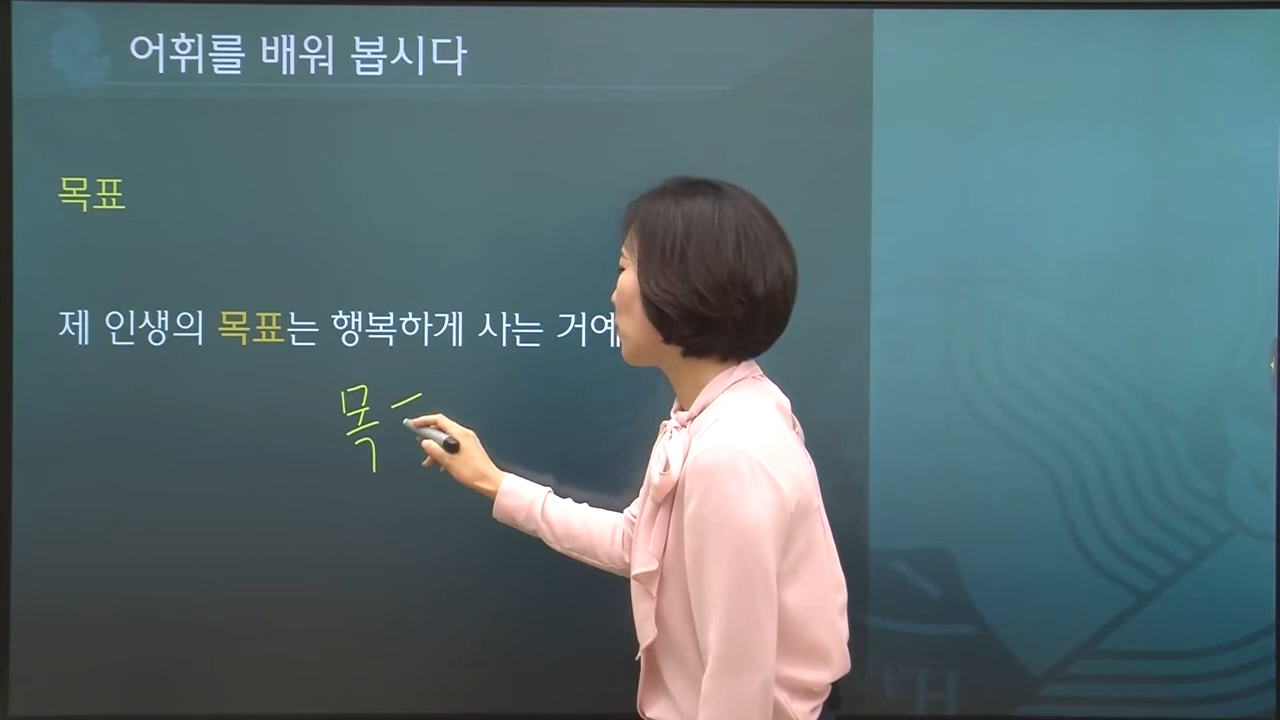 어휘를 배워 봅시다
목표
제 인생의 목표는 행복하게 사는 거예
목